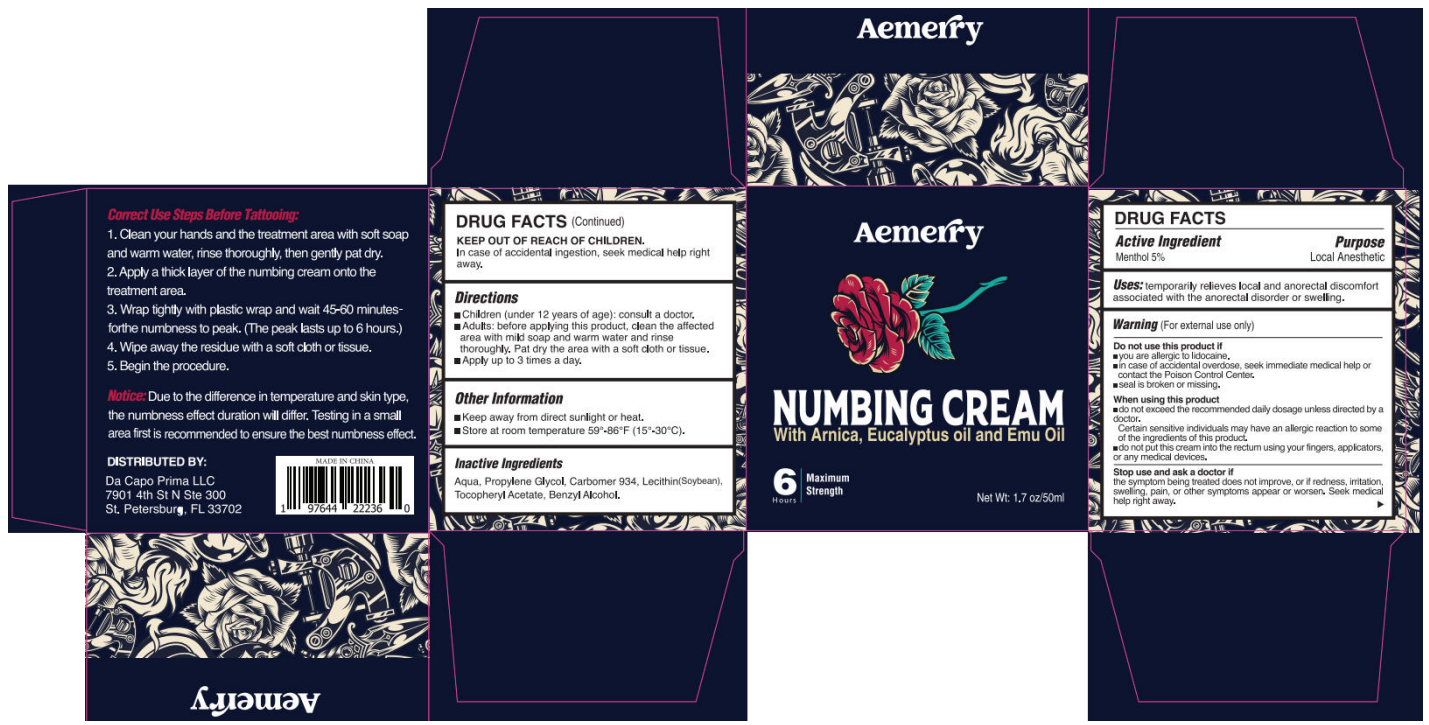 Aemerry
Correct Use Steps Before Tattooing:
1. Clean your hands and the treatment area with soft soap
and warm water, rinse thoroughly, then gently pat dry.
2. Apply a thick layer of the numbing cream onto the
treatment area.
3. Wrap tightly with plastic wrap and wait 45-60 minutes-
forthe numbness to peak. (The peak lasts up to 6 hours.)
4. Wipe away the residue with a soft cloth or tissue.
5. Begin the procedure.
Notice: Due to the difference in temperature and skin type,
the numbness effect duration will differ. Testing in a small
area first is recommended to ensure the best numbness effect.
DISTRIBUTED BY:
Da Capo Prima LLC
7901 4th St N Ste 300
St. Petersburg, FL 33702
MADE IN CHINA
1 97644 22236 0
DRUG FACTS (Continued)
KEEP OUT OF REACH OF CHILDREN.
In case of accidental ingestion, seek medical help right
away.
Directions
■ Children (under 12 years of age): consult a doctor.
■ Adults: before applying this product, clean the affected
area with mild soap and warm water and rinse
thoroughly. Pat dry the area with a soft cloth or tissue.
■ Apply up to 3 times a day.
Other Information
■ Keep away from direct sunlight or heat.
■ Store at room temperature 59°-86°F (15°-30°C).
Inactive Ingredients
Aqua, Propylene Glycol, Carbomer 934, Lecithin(Soybean),
Tocopheryl Acetate, Benzyl Alcohol.
Aemerry
NUMBING CREAM
With Arnica, Eucalyptus oil and Emu Oil
6 Hours
Maximum
Strength
Net Wt: 1.7 oz/50ml
DRUG FACTS
Active Ingredient Purpose
Menthol 5% Local Anesthetic
Uses: temporarily relieves local and anorectal discomfort
associated with the anorectal disorder or swelling.
Warning (For external use only)
Do not use this product if
■ you are allergic to lidocaine.
■ in case of accidental overdose, seek immediate medical help or
contact the Poison Control Center.
■ seal is broken or missing.
When using this product
■ do not exceed the recommended daily dosage unless directed by a
doctor.
Certain sensitive individuals may have an allergic reaction to some
of the ingredients of this product.
■ do not put this cream into the rectum using your fingers, applicators,
or any medical devices.
Stop use and ask a doctor if
the symptom being treated does not improve, or if redness, irritation,
swelling, pain, or other symptoms appear or worsen. Seek medical
help right away.
Aemerry